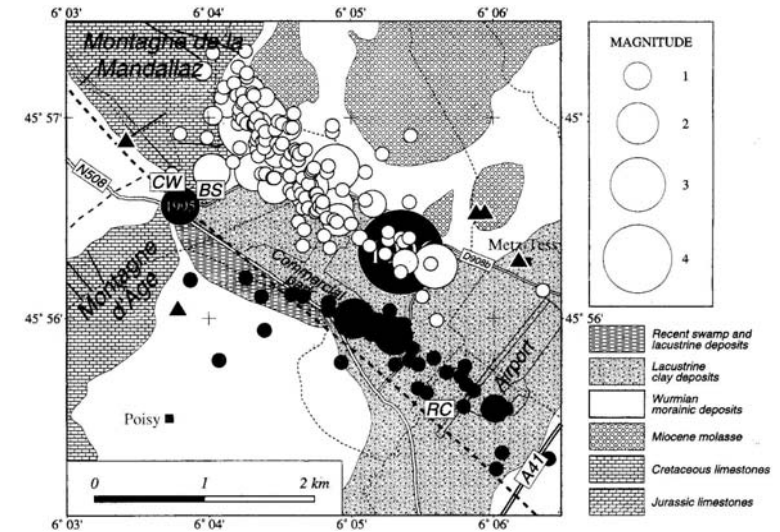 6° 03 6° 04 6° 05 6° 06
Montagne de la
Mandallaz
45° 57'
45° 57'
N508
CW
BS
1995
Montagne
d'Age
Commercial
Metz-Tess
D908b
45° 56'
45° 56'
Airport
RC
Poisy
A41
0 1 2 km
6° 03 6° 04 6° 05 6° 06
MAGNITUDE
1
2
3
4
Recent swamp and
lacustrine deposits
Lacustrine
clay deposits
Wurmian
morainic deposits
Miocene molasse
Cretaceous limestones
Jurassic limestones